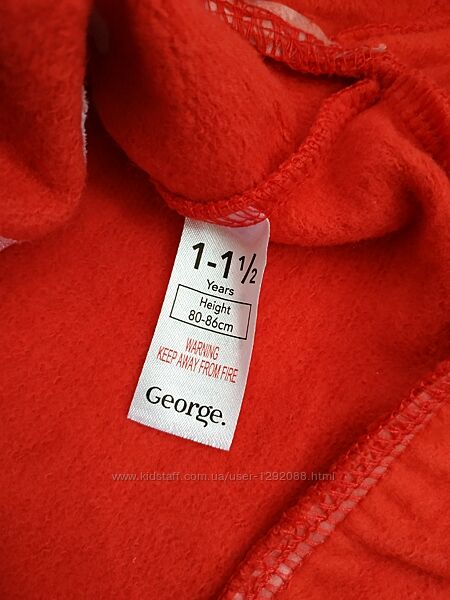 1-1½
Years
Height
80-86cm
WARNING
KEEP AWAY FROM FIRE
George.
www.kidstaff.com.ua/user-1292088.html